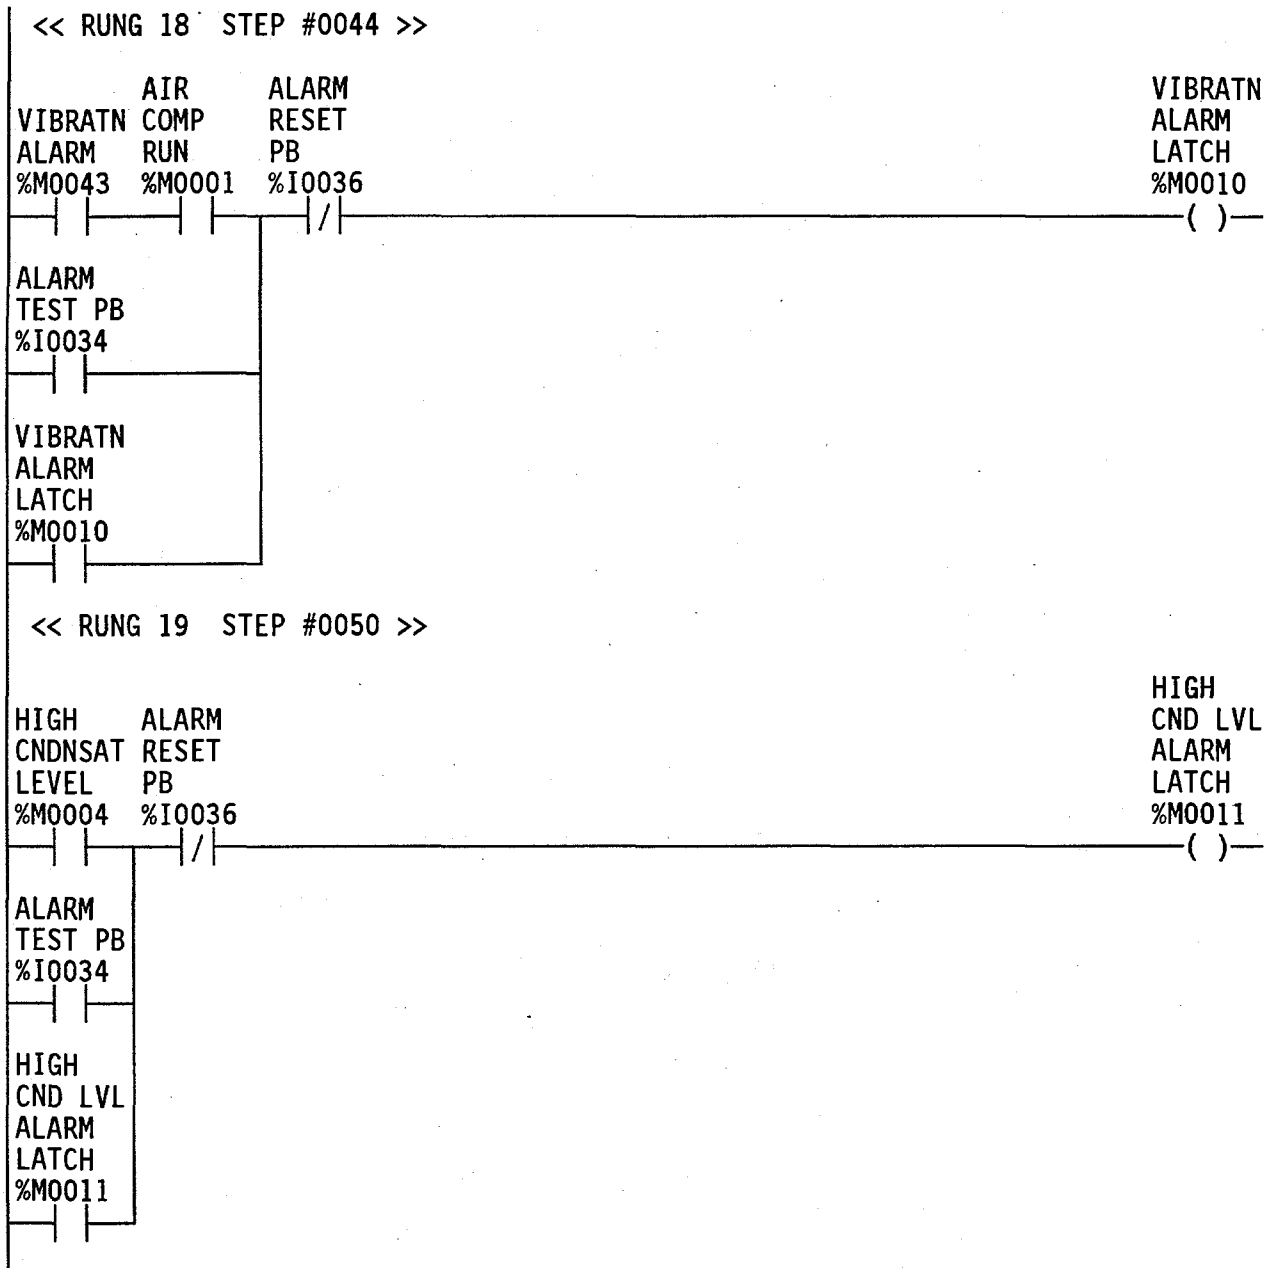 << RUNG 18 STEP #0044 >>
AIR ALARM VIBRATN
VIBRATN COMP RESET ALARM
ALARM RUN PB LATCH
%M0043 %M0001 %I0036 %M0010
ALARM
TEST PB
%I0034
VIBRATN
ALARM
LATCH
%M0010
<< RUNG 19 STEP #0050 >>
HIGH
HIGH ALARM CND LVL
CNDNSAT RESET ALARM
LEVEL PB LATCH
%M0004 %I0036 %M0011
ALARM
TEST PB
%I0034
HIGH
CND LVL
ALARM
LATCH
%M0011